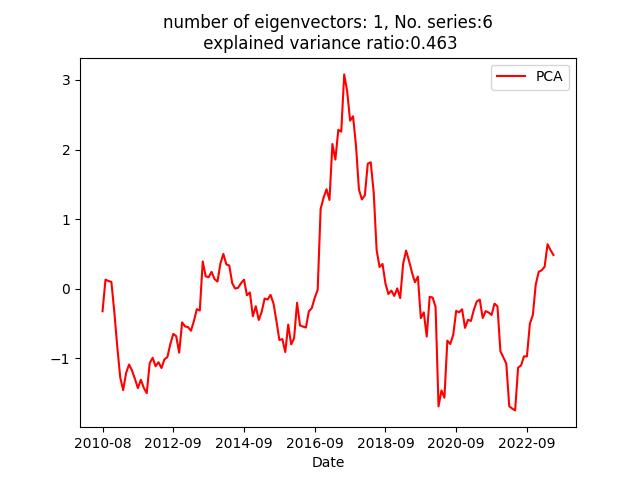 number of eigenvectors: 1, No. series:6
explained variance ratio:0.463
PCA
3
2
1
0
−1
2010-08 2012-09 2014-09 2016-09 2018-09 2020-09 2022-09
Date